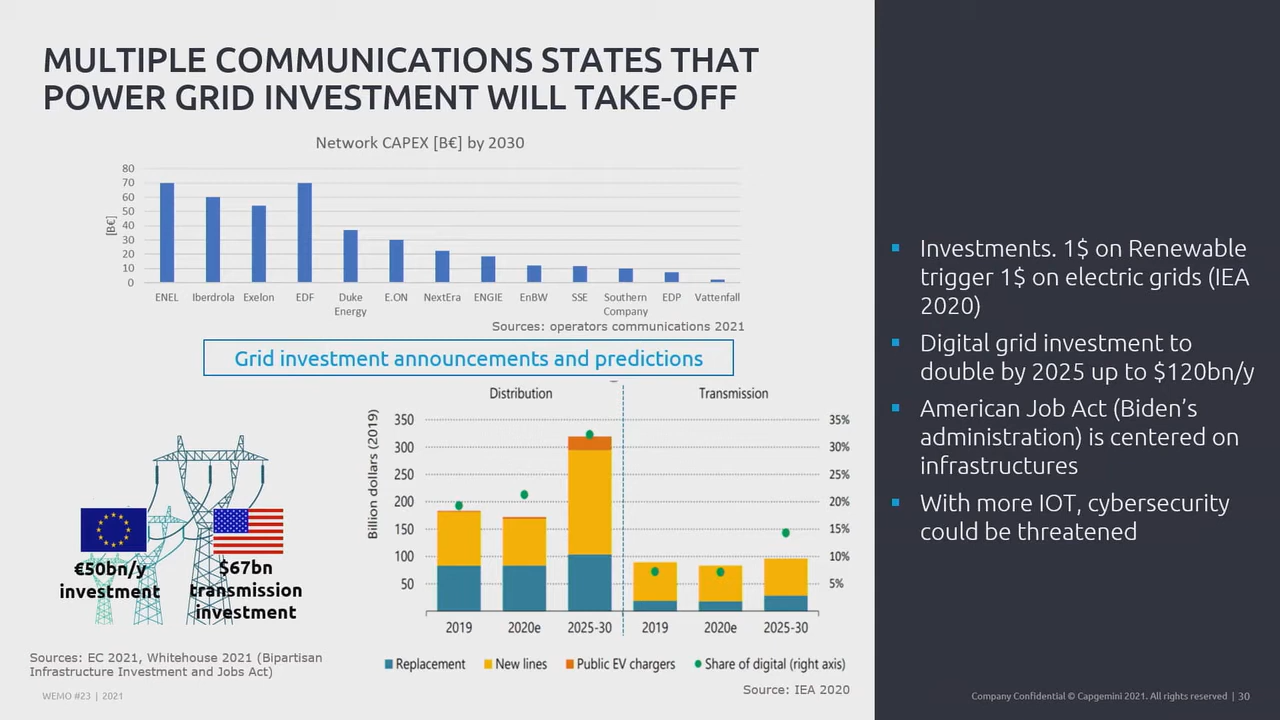 MULTIPLE COMMUNICATIONS STATES THAT
POWER GRID INVESTMENT WILL TAKE-OFF
Network CAPEX [B€] by 2030
80
70
60
50
40
30
20
10
0
[B€]
ENEL Iberdrola Exelon EDF Duke Energy E.ON NextEra ENGIE EnBW SSE Southern Company EDP Vattenfall
Sources: operators communications 2021
Grid investment announcements and predictions
Distribution Transmission
Billion dollars (2019)
350 35%
300 30%
250 25%
200 20%
150 15%
100 10%
50 5%
2019 2020e 2025-30 2019 2020e 2025-30
Replacement New lines Public EV chargers Share of digital (right axis)
Source: IEA 2020
€50bn/y
investment
$67bn
transmission
investment
Sources: EC 2021, Whitehouse 2021 (Bipartisan
Infrastructure Investment and Jobs Act)
WEMO #23 | 2021
Investments. 1$ on Renewable
trigger 1$ on electric grids (IEA
2020)
Digital grid investment to
double by 2025 up to $120bn/y
American Job Act (Biden's
administration) is centered on
infrastructures
With more IOT, cybersecurity
could be threatened
Company Confidential © Capgemini 2021. All rights reserved | 30